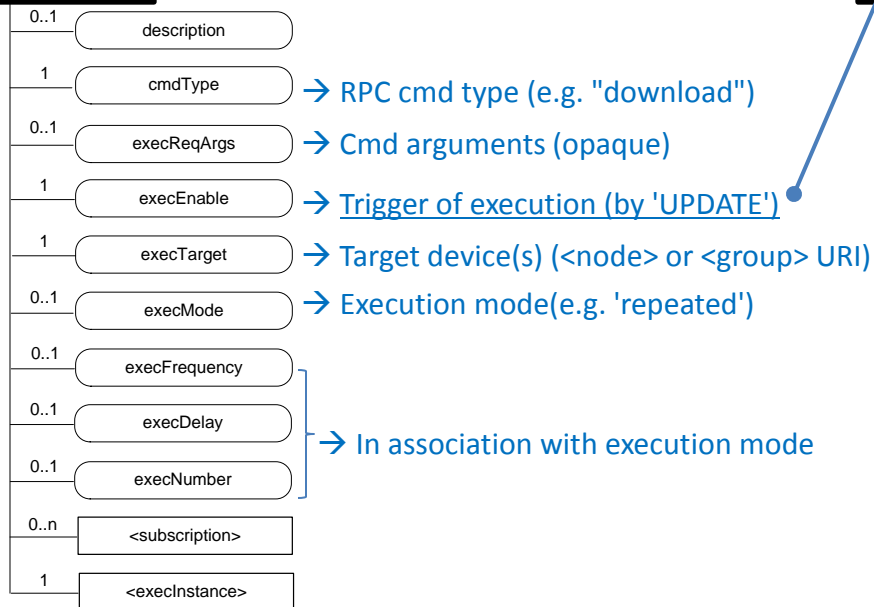 0..1 description
1 cmdType → RPC cmd type (e.g. "download")
0..1 execReqArgs → Cmd arguments (opaque)
1 execEnable → Trigger of execution (by 'UPDATE')
1 execTarget → Target device(s) (<node> or <group> URI)
0..1 execMode → Execution mode(e.g. 'repeated')
0..1 execFrequency
0..1 execDelay
→ In association with execution mode
0..1 execNumber
0..n <subscription>
1 <execInstance>